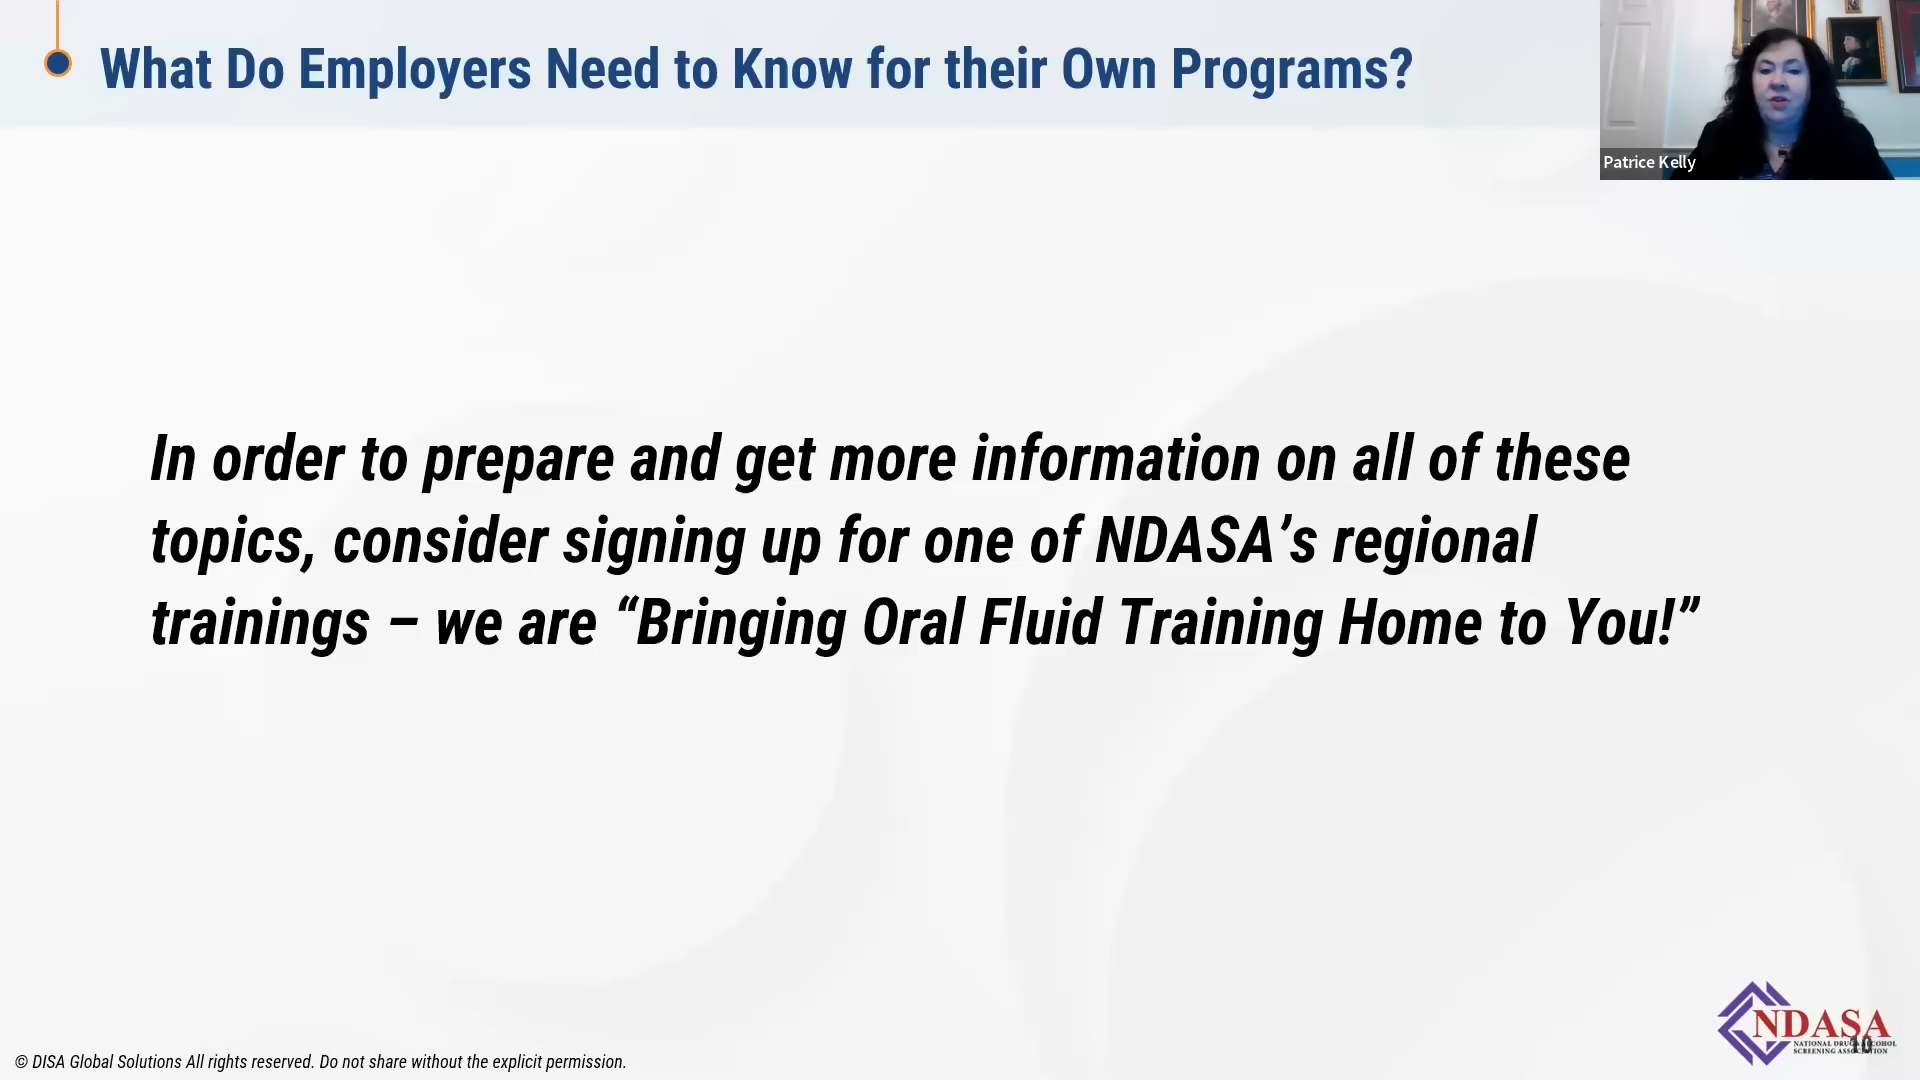 What Do Employers Need to Know for their Own Programs?
Patrice Kelly
In order to prepare and get more information on all of these
topics, consider signing up for one of NDASA’s regional
trainings – we are “Bringing Oral Fluid Training Home to You!”
NDASA
NATIONAL DRUG & ALCOHOL
SCREENING ASSOCIATION
10
© DISA Global Solutions All rights reserved. Do not share without the explicit permission.